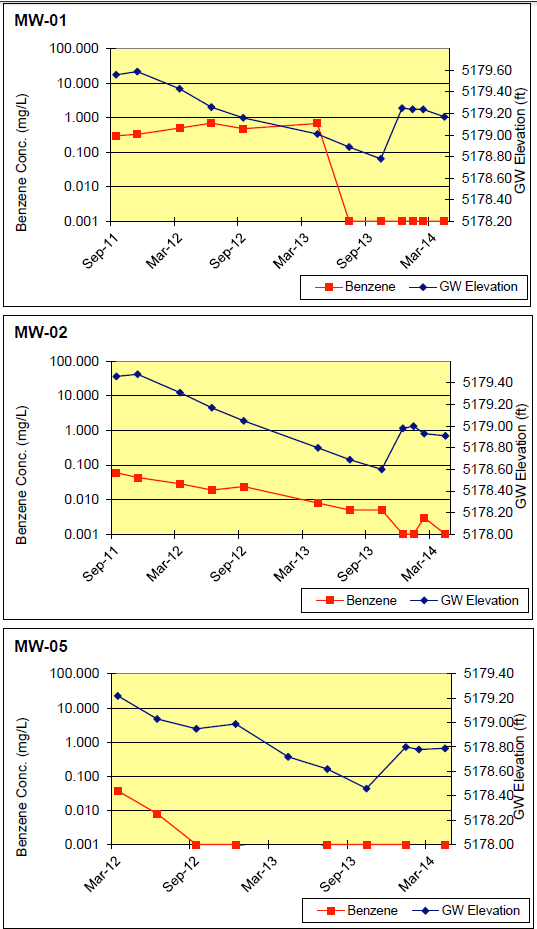 MW-01
100.000
10.000
1.000
0.100
0.010
0.001
Benzene Conc. (mg/L)
5179.60
5179.40
5179.20
5179.00
5178.80
5178.60
5178.40
5178.20
GW Elevation (ft)
Sep-11
Mar-12
Sep-12
Mar-13
Sep-13
Mar-14
Benzene GW Elevation
MW-02
100.000
10.000
1.000
0.100
0.010
0.001
Benzene Conc. (mg/L)
5179.40
5179.20
5179.00
5178.80
5178.60
5178.40
5178.20
5178.00
GW Elevation (ft)
Sep-11
Mar-12
Sep-12
Mar-13
Sep-13
Mar-14
Benzene GW Elevation
MW-05
100.000
10.000
1.000
0.100
0.010
0.001
Benzene Conc. (mg/L)
5179.40
5179.20
5179.00
5178.80
5178.60
5178.40
5178.20
5178.00
GW Elevation (ft)
Mar-12
Sep-12
Mar-13
Sep-13
Mar-14
Benzene GW Elevation